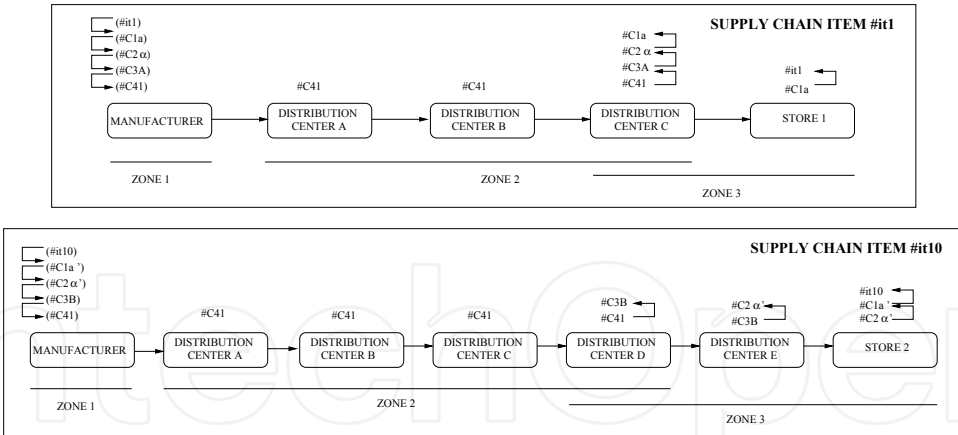 SUPPLY CHAIN ITEM #it1
(#it1)
(#C1a)
(#C2 α)
(#C3A)
(#C41)
#C41
#C41
#C1a
#C2 α
#C3A
#C41
#it1
#C1a
MANUFACTURER
DISTRIBUTION
CENTER A
DISTRIBUTION
CENTER B
DISTRIBUTION
CENTER C
STORE 1
ZONE 1
ZONE 2
ZONE 3
SUPPLY CHAIN ITEM #it10
(#it10)
(#C1a ')
(#C2 α')
(#C3B)
(#C41)
#C41
#C41
#C41
#C3B
#C41
#C2 α'
#C3B
#it10
#C1a '
#C2 α'
MANUFACTURER
DISTRIBUTION
CENTER A
DISTRIBUTION
CENTER B
DISTRIBUTION
CENTER C
DISTRIBUTION
CENTER D
DISTRIBUTION
CENTER E
STORE 2
ZONE 1
ZONE 2
ZONE 3
ntechOpe